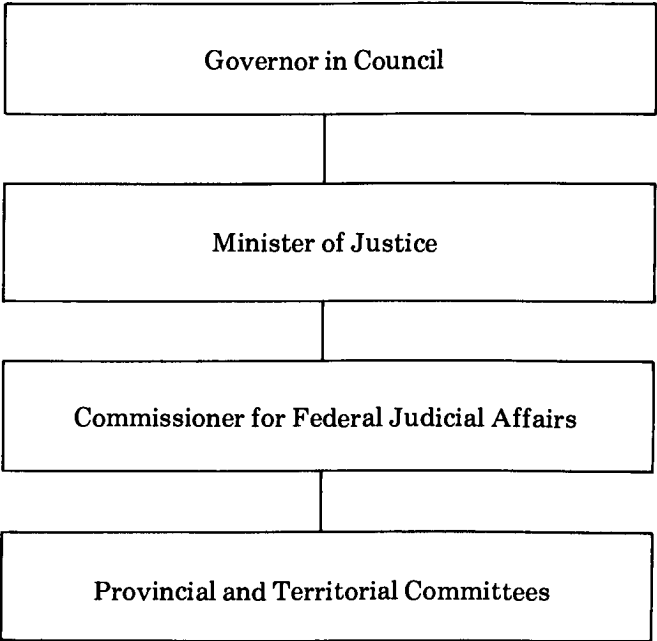 Governor in Council
Minister of Justice
Commissioner for Federal Judicial Affairs
Provincial and Territorial Committees